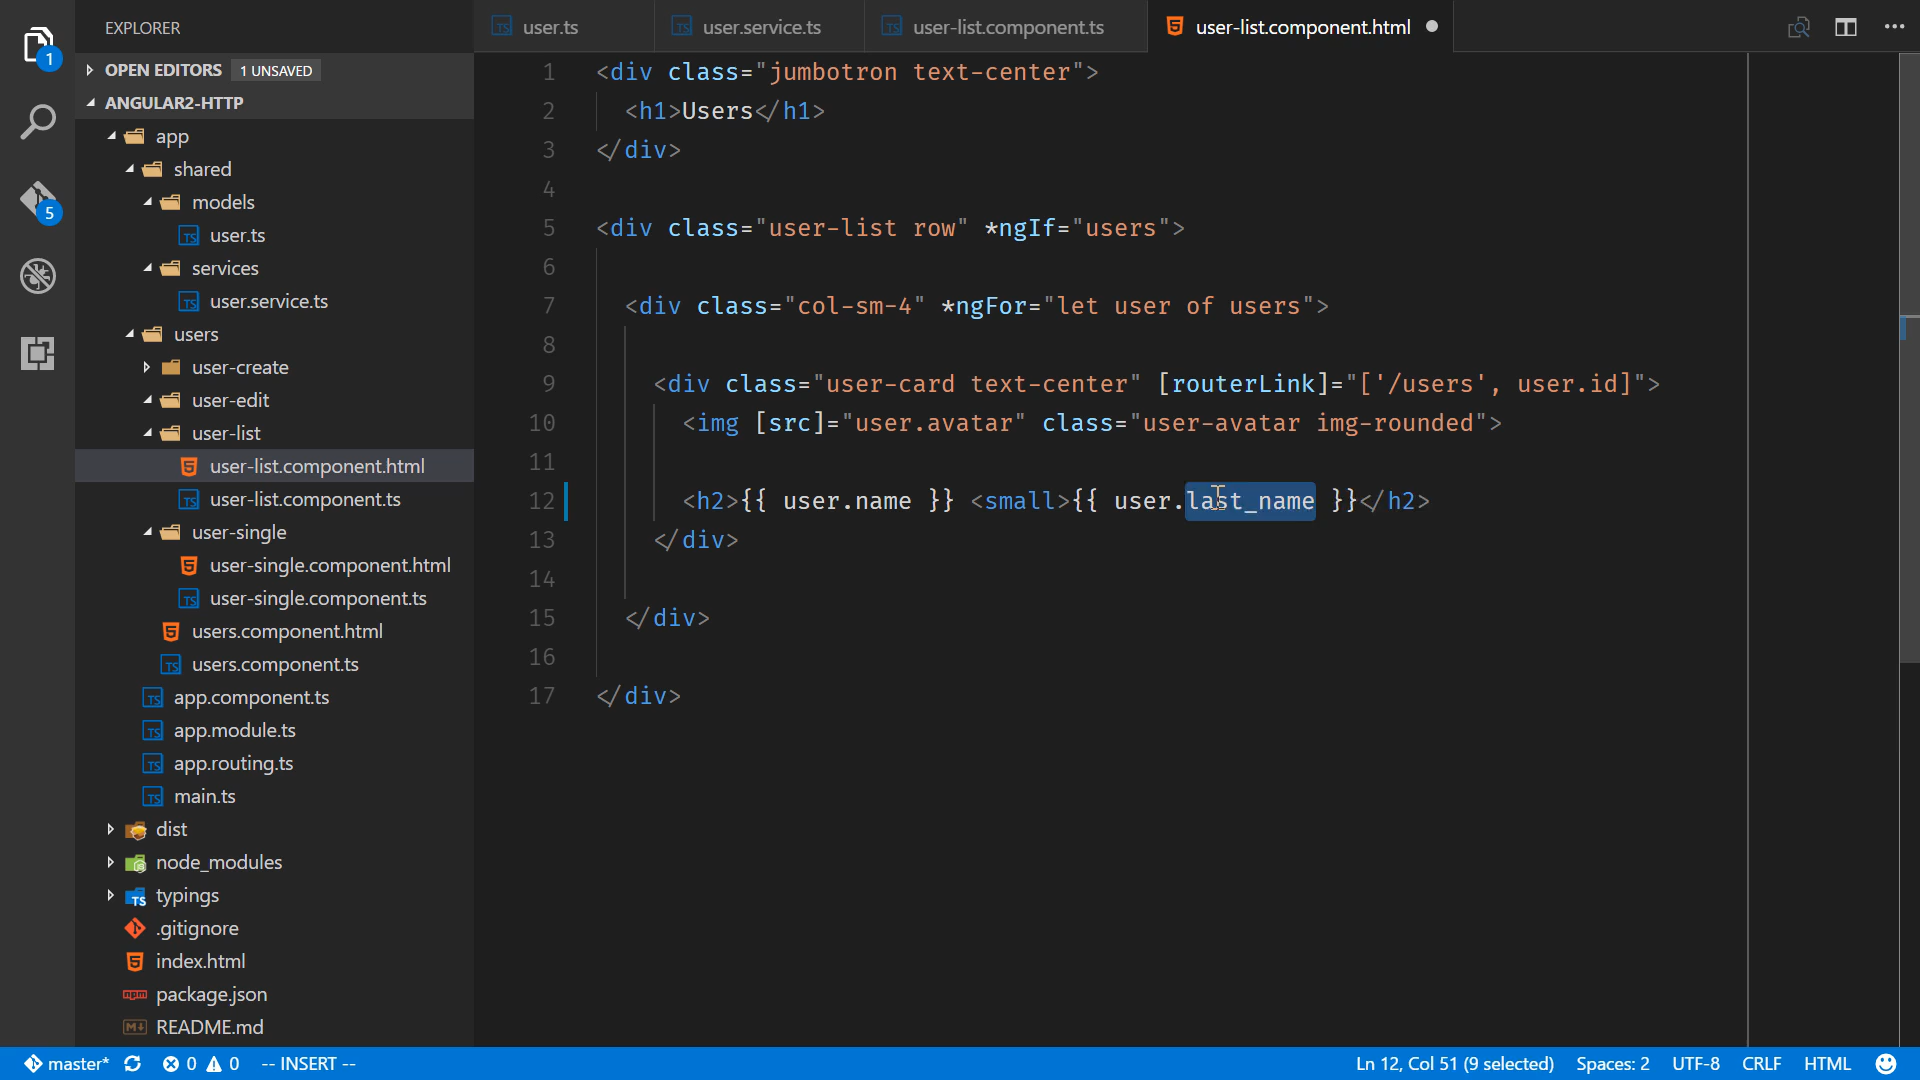 EXPLORER
OPEN EDITORS 1 UNSAVED
ANGULAR2-HTTP
app
shared
models
user.ts
services
user.service.ts
users
user-create
user-edit
user-list
user-list.component.html
user-list.component.ts
user-single
user-single.component.html
user-single.component.ts
users.component.html
users.component.ts
app.component.ts
app.module.ts
app.routing.ts
main.ts
dist
node_modules
typings
.gitignore
index.html
package.json
README.md
1
5
user.ts user.service.ts user-list.component.ts user-list.component.html
1 <div class="jumbotron text-center">
2 <h1>Users</h1>
3 </div>
4
5 <div class="user-list row" *ngIf="users">
6
7 <div class="col-sm-4" *ngFor="let user of users">
8
9 <div class="user-card text-center" [routerLink]="['/users', user.id]">
10 <img [src]="user.avatar" class="user-avatar img-rounded">
11
12 <h2>{{ user.name }} <small>{{ user.last_name }}</h2>
13 </div>
14
15 </div>
16
17 </div>
master* 0 0 -- INSERT -- Ln 12, Col 51 (9 selected) Spaces: 2 UTF-8 CRLF HTML